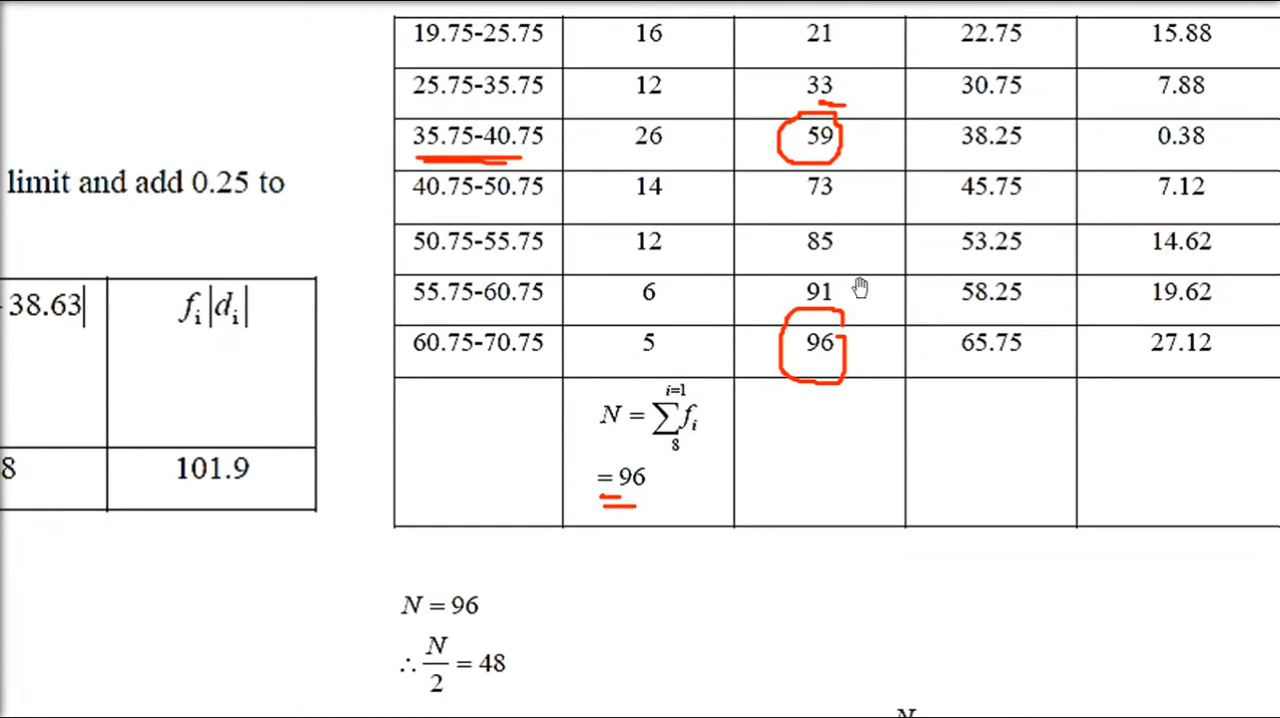 limit and add 0.25 to
38.63| fᵢ|dᵢ|
8 101.9
19.75-25.75 16 21 22.75 15.88
25.75-35.75 12 33 30.75 7.88
35.75-40.75 26 59 38.25 0.38
40.75-50.75 14 73 45.75 7.12
50.75-55.75 12 85 53.25 14.62
55.75-60.75 6 91 58.25 19.62
60.75-70.75 5 96 65.75 27.12
i=1
N = ∑fᵢ
8
= 96
N = 96
∴ N/2 = 48